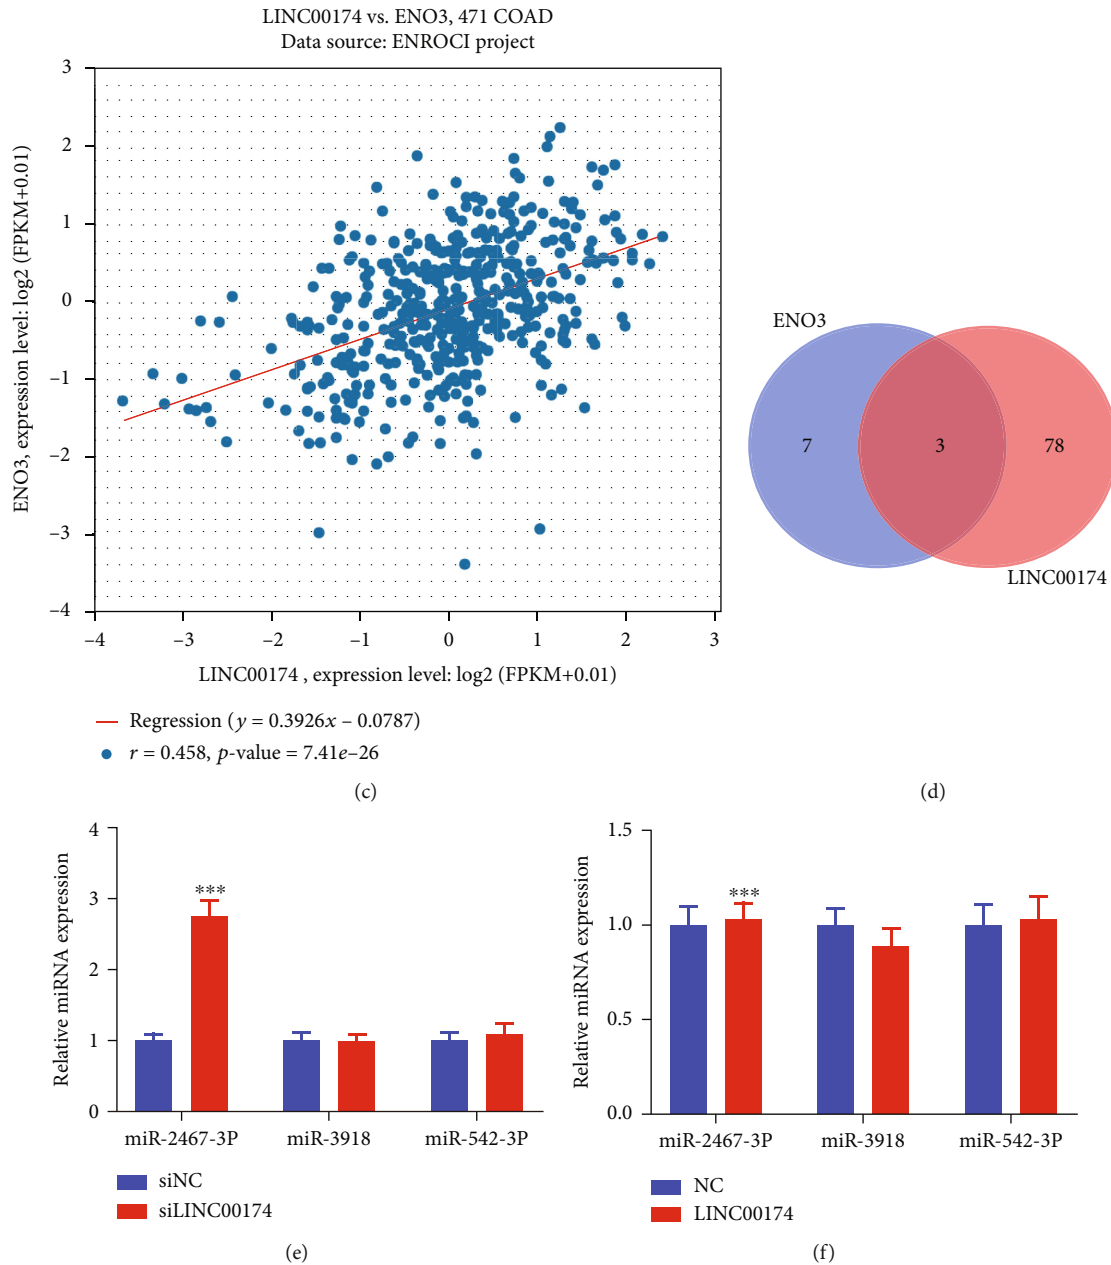 LINC00174 vs. ENO3, 471 COAD
Data source: ENROCI project
3
2
1
0
−1
−2
−3
−4
ENO3, expression level: log2 (FPKM+0.01)
−4 −3 −2 −1 0 1 2 3
LINC00174 , expression level: log2 (FPKM+0.01)
Regression (y = 0.3926x – 0.0787)
r = 0.458, p-value = 7.41e–26
(c)
ENO3
7 3 78
LINC00174
(d)
4
3
2
1
0
Relative miRNA expression
***
miR-2467-3P miR-3918 miR-542-3P
siNC
siLINC00174
(e)
1.5
1.0
0.5
0.0
Relative miRNA expression
***
miR-2467-3P miR-3918 miR-542-3P
NC
LINC00174
(f)